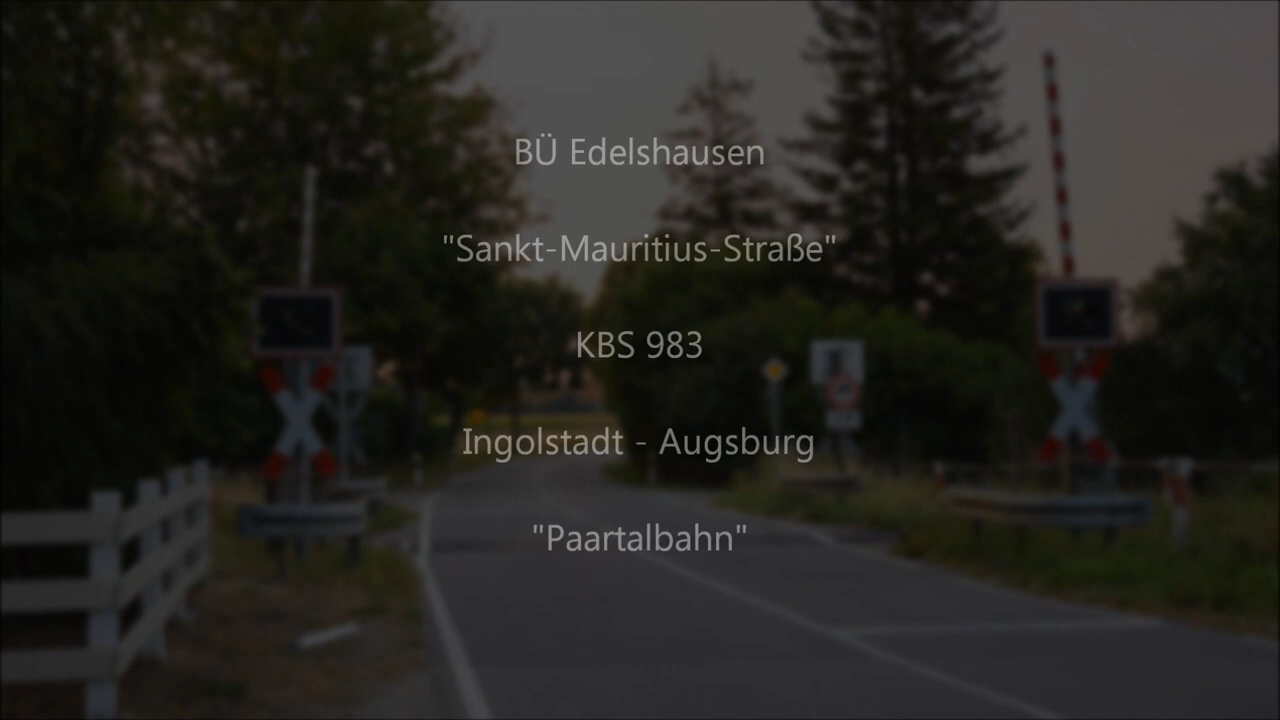 BÜ Edelshausen
"Sankt-Mauritius-Straße"
KBS 983
Ingolstadt - Augsburg
"Paartalbahn"